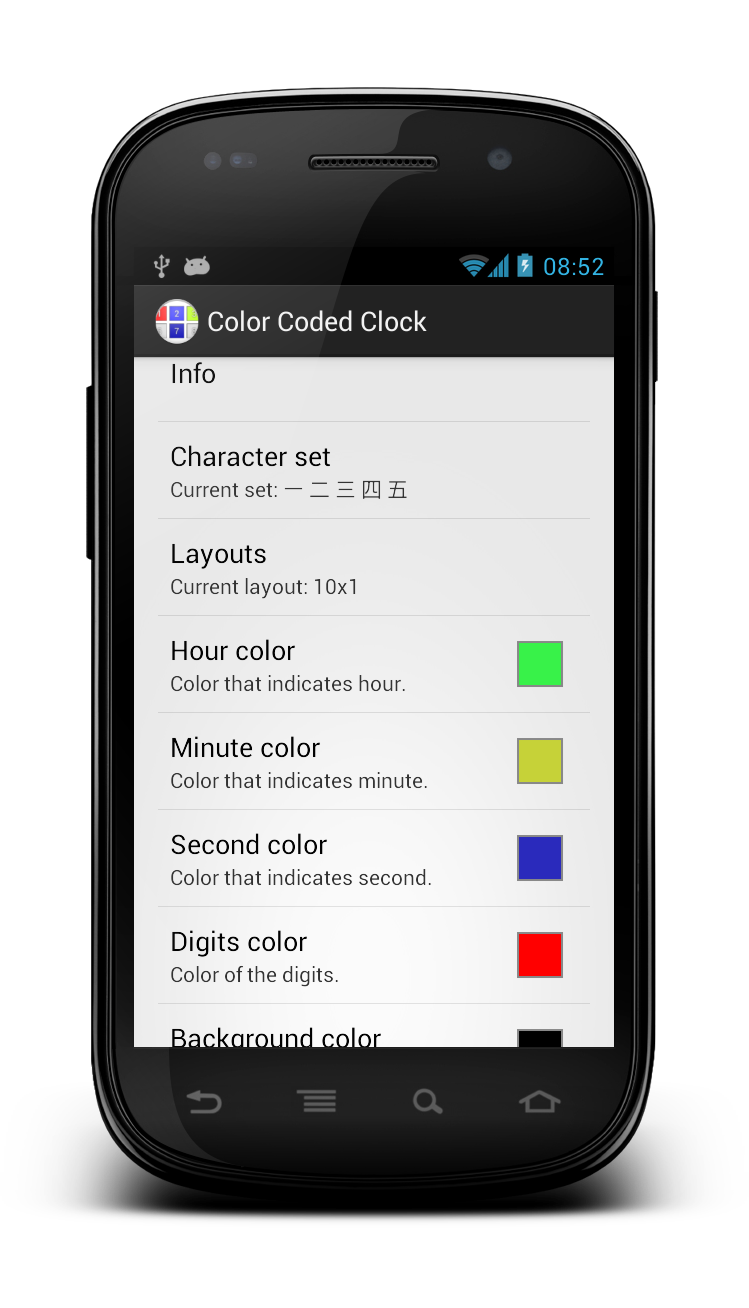 08:52
Color Coded Clock
Info
Character set
Current set: 一 二 三 四 五
Layouts
Current layout: 10x1
Hour color
Color that indicates hour.
Minute color
Color that indicates minute.
Second color
Color that indicates second.
Digits color
Color of the digits.
Background color